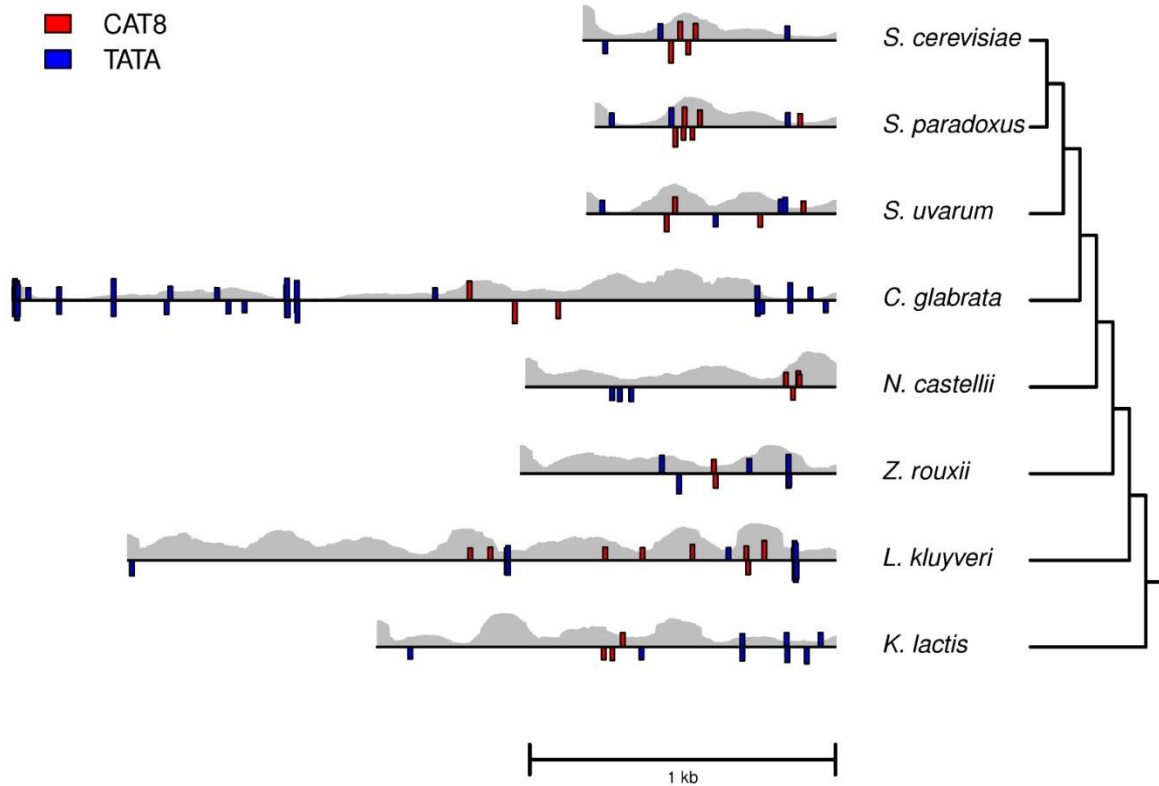 CAT8
TATA
S. cerevisiae
S. paradoxus
S. uvarum
C. glabrata
N. castellii
Z. rouxii
L. kluyveri
K. lactis
1 kb